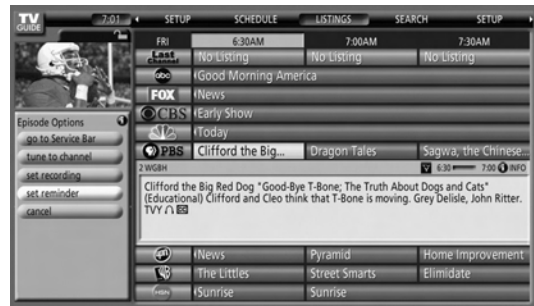 TV GUIDE
7:01
SETUP SCHEDULE LISTINGS SEARCH SETUP
FRI 6:30AM 7:00AM 7:30AM
Last Channel No Listing No Listing No Listing
abc Good Morning America
FOX News
CBS Early Show
Today
PBS Clifford the Big... Dragon Tales Sagwa, the Chinese...
Episode Options
go to Service Bar
tune to channel
set recording
set reminder
cancel
2 WGBH 6:30 7:00 INFO
Clifford the Big Red Dog "Good-Bye T-Bone; The Truth About Dogs and Cats"
(Educational) Clifford and Cleo think that T-Bone is moving. Grey Delisle, John Ritter.
TVY
News Pyramid Home Improvement
The Littles Street Smarts Elimidate
Sunrise Sunrise